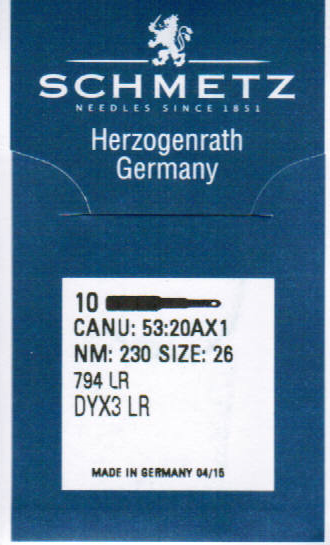 SCHMETZ
NEEDLES SINCE 1851
Herzogenrath
Germany
10
CANU: 53:20AX1
NM: 230 SIZE: 26
794 LR
DYX3 LR
MADE IN GERMANY 04/15